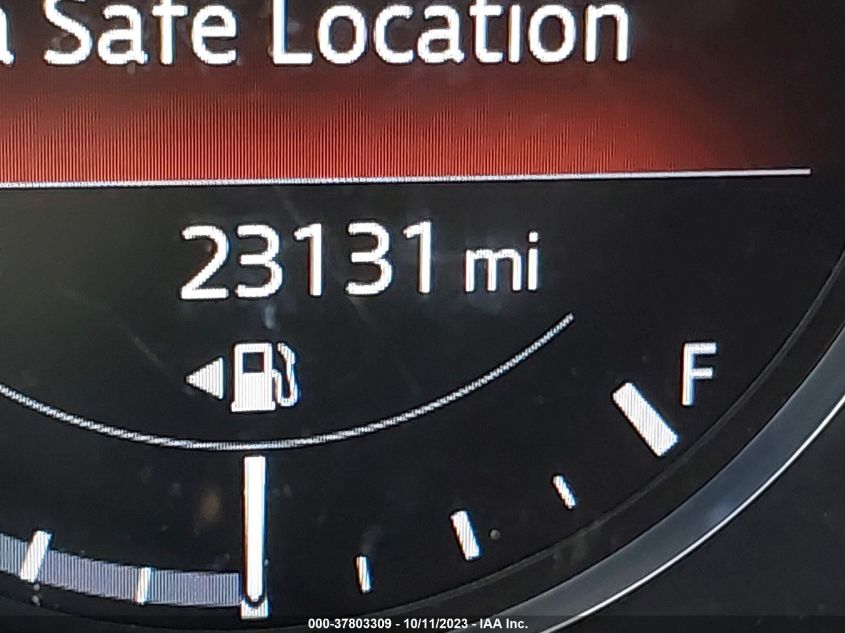 Safe Location
23131 mi
F
000-37803309 - 10/11/2023 - IAA Inc.